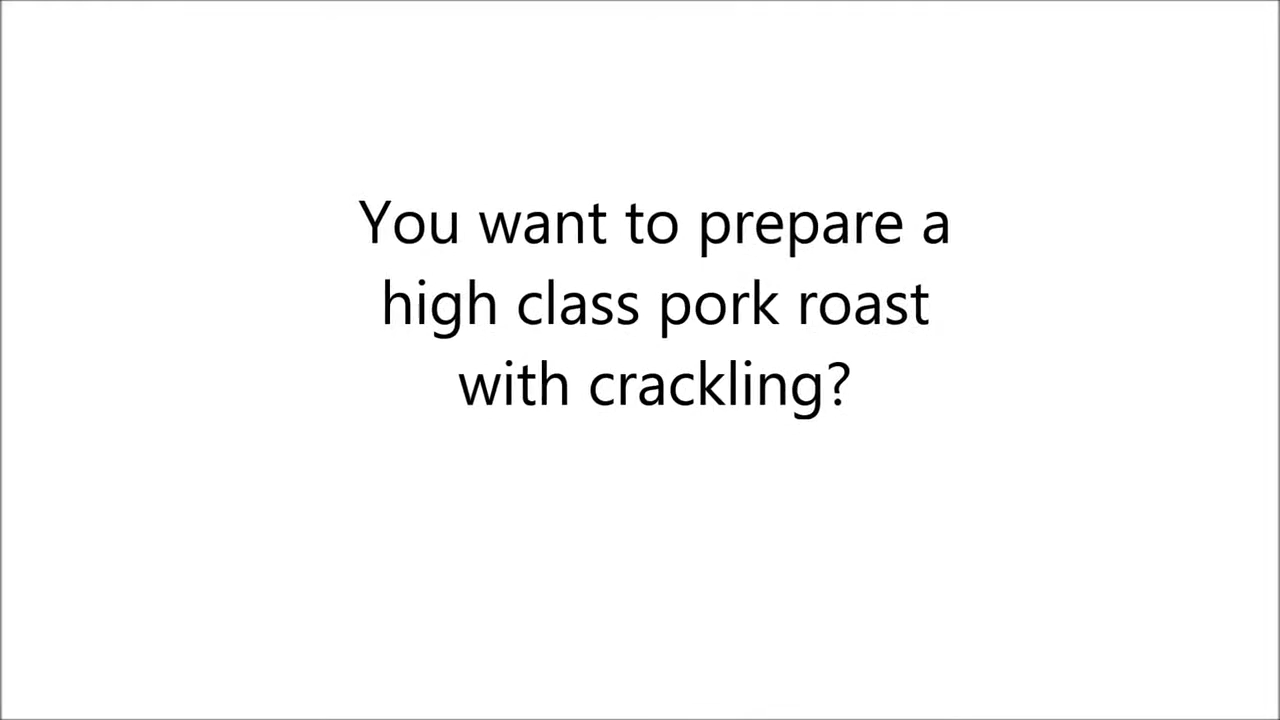 You want to prepare a
high class pork roast
with crackling?